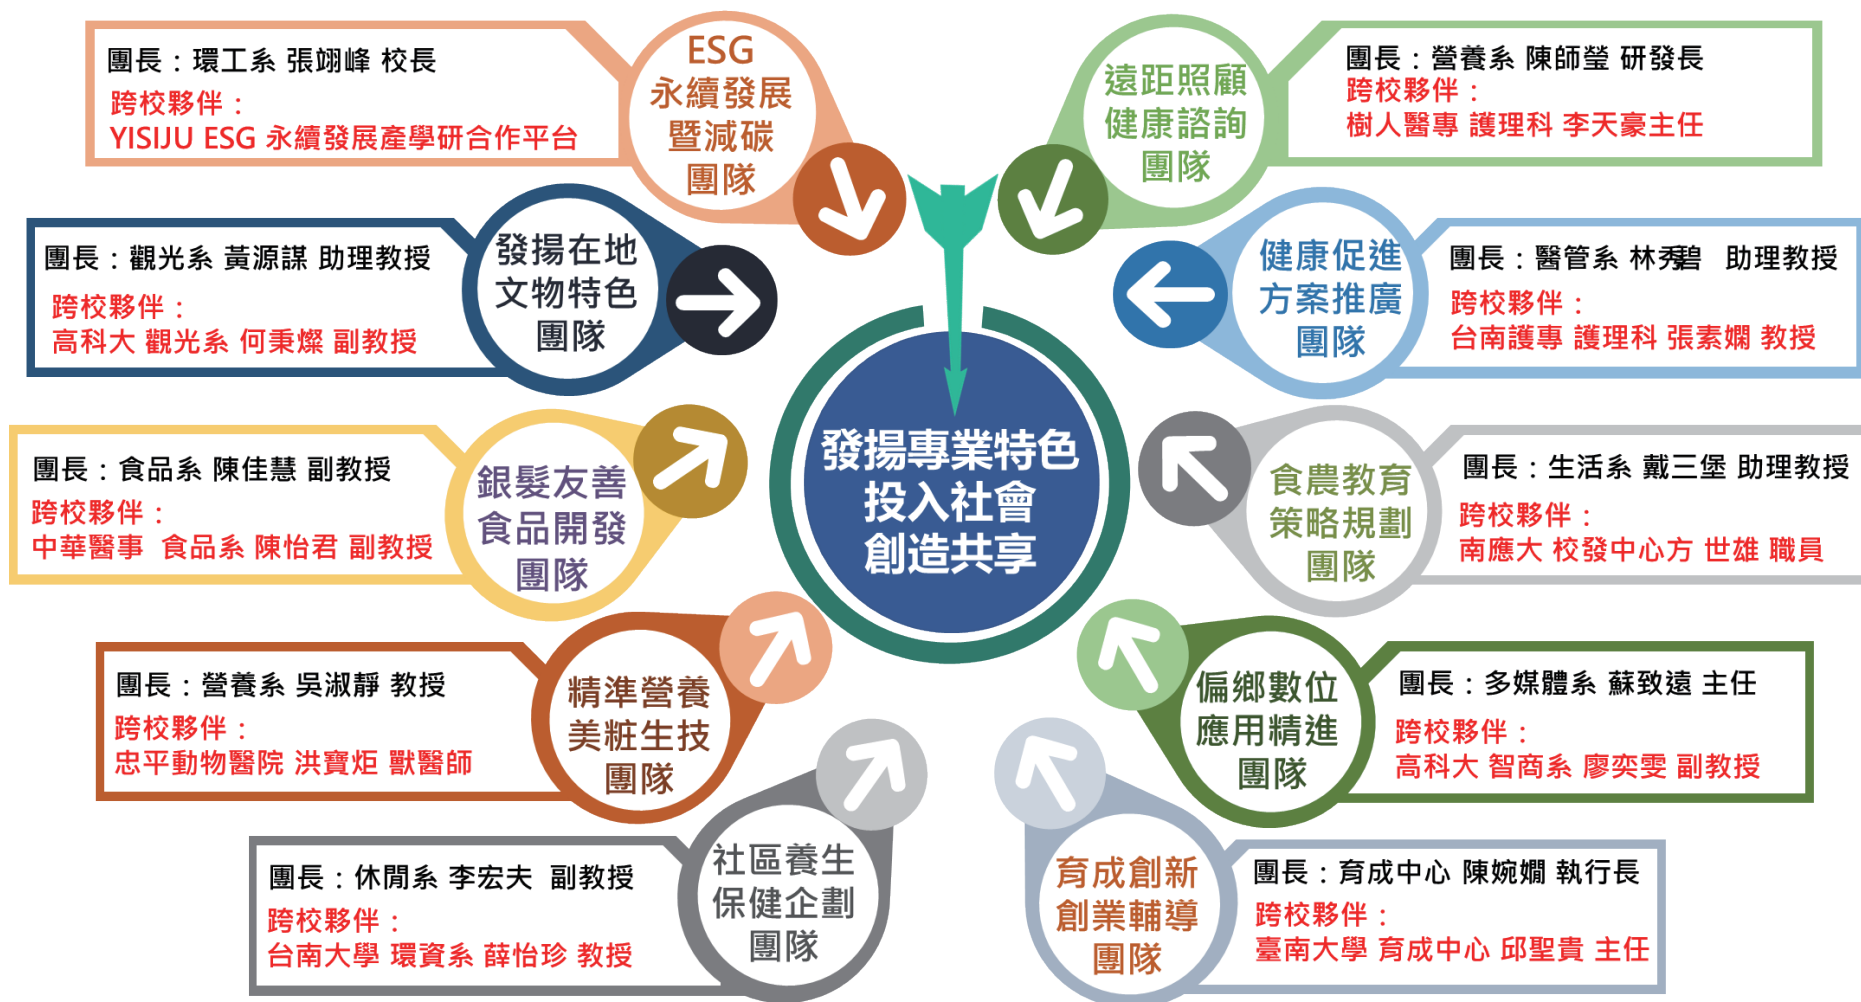 團長：環工系 張翊峰 校長
跨校夥伴：
YISIJU ESG 永續發展產學研合作平台
ESG
永續發展
暨減碳
團隊
遠距照顧
健康諮詢
團隊
團長：營養系 陳師瑩 研發長
跨校夥伴：
樹人醫專 護理科 李天豪主任
團長：觀光系 黃源謀 助理教授
跨校夥伴：
高科大 觀光系 何秉燦 副教授
發揚在地
文物特色
團隊
健康促進
方案推廣
團隊
團長：醫管系 林秀碧 助理教授
跨校夥伴：
台南護專 護理科 張素嫻 教授
發揚專業特色
投入社會
創造共享
團長：食品系 陳佳慧 副教授
跨校夥伴：
中華醫事 食品系 陳怡君 副教授
銀髮友善
食品開發
團隊
食農教育
策略規劃
團隊
團長：生活系 戴三堡 助理教授
跨校夥伴：
南應大 校發中心方 世雄 職員
團長：營養系 吳淑靜 教授
跨校夥伴：
忠平動物醫院 洪寶炬 獸醫師
精準營養
美粧生技
團隊
偏鄉數位
應用精進
團隊
團長：多媒體系 蘇致遠 主任
跨校夥伴：
高科大 智商系 廖奕雯 副教授
團長：休閒系 李宏夫 副教授
跨校夥伴：
台南大學 環資系 薛怡珍 教授
社區養生
保健企劃
團隊
育成創新
創業輔導
團隊
團長：育成中心 陳婉嫺 執行長
跨校夥伴：
臺南大學 育成中心 邱聖貴 主任